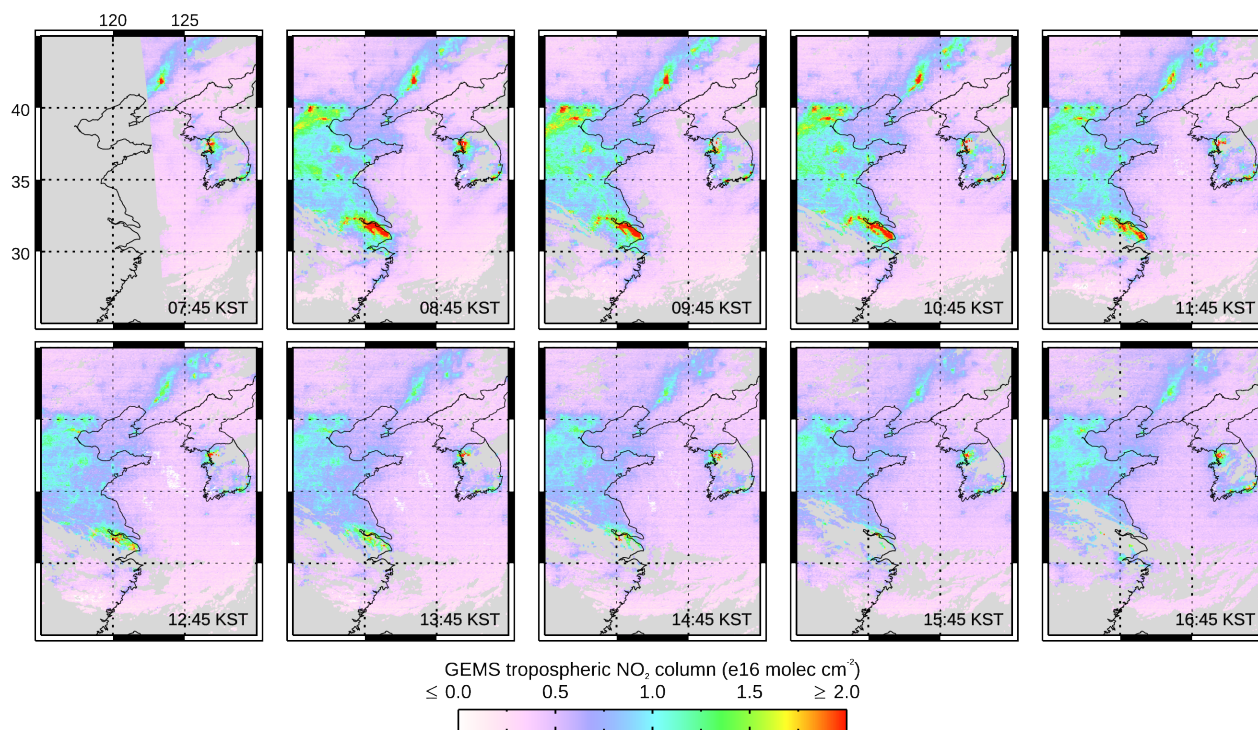 120 125
40
35
30
07:45 KST 08:45 KST 09:45 KST 10:45 KST 11:45 KST
12:45 KST 13:45 KST 14:45 KST 15:45 KST 16:45 KST
GEMS tropospheric NO₂ column (e16 molec cm⁻²)
≤ 0.0 0.5 1.0 1.5 ≥ 2.0